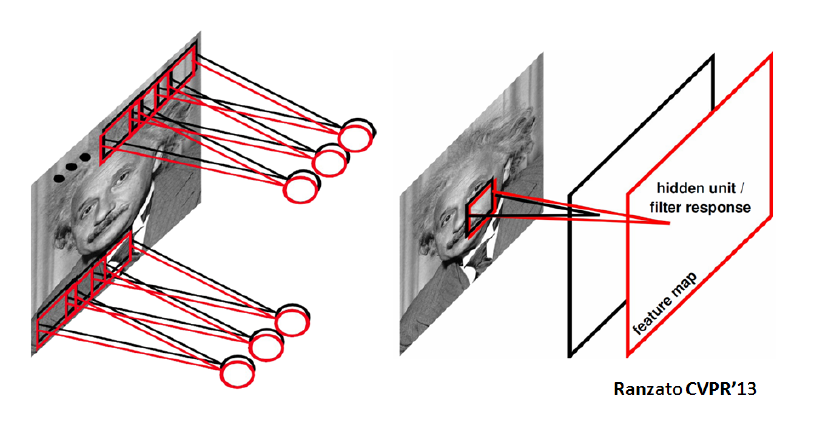 hidden unit /
filter response
feature map
Ranzato CVPR'13